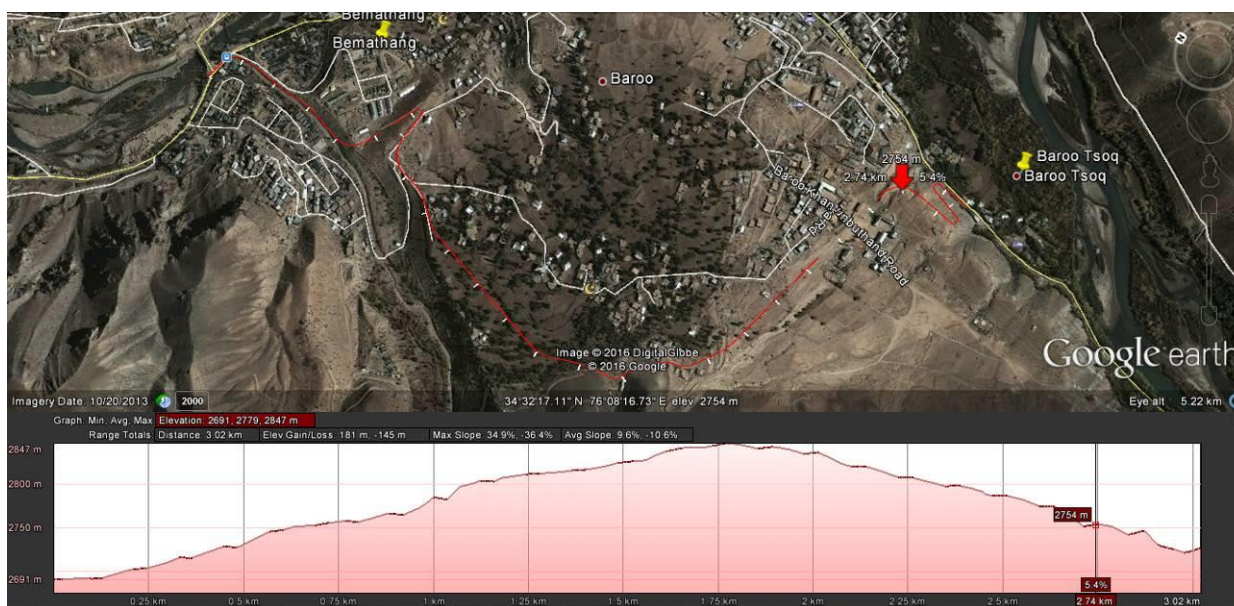 Bemathang
Bemathang
Baroo
2754 m
2.74 km
5.4%
Baroo Tsoq
Baroo Tsoq
Image © 2016 DigitalGlobe
© 2016 Google
Google earth
Imagery Date: 10/20/2013
2000
34°32'17.11" N 76°08'16.73" E elev 2754 m
Eye alt 5.22 km
Graph: Min, Avg, Max Elevation: 2691, 2779, 2847 m
Range Totals: Distance: 3.02 km Elev Gain/Loss: 181 m, -145 m Max Slope: 34.9%, -36.4% Avg Slope: 9.6%, -10.6%
2847 m
2800 m
2750 m
2691 m
2754 m
5.4%
0.25 km 0.5 km 0.75 km 1 km 1.25 km 1.5 km 1.75 km 2 km 2.25 km 2.5 km 2.74 km 3.02 km